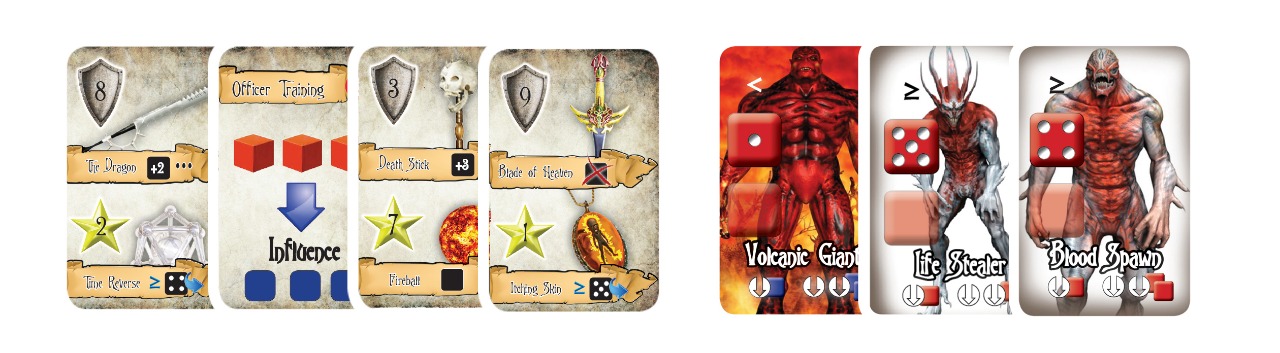 8
The Dragon +2 •••
2
Time Reverse ≥
Officer Training
Influence
3
Death Stick +3
7
Fireball
9
Blade of Heaven
1
Itching Skin ≥
<
Volcanic Giant
≥
Life Stealer
≥
Blood Spawn